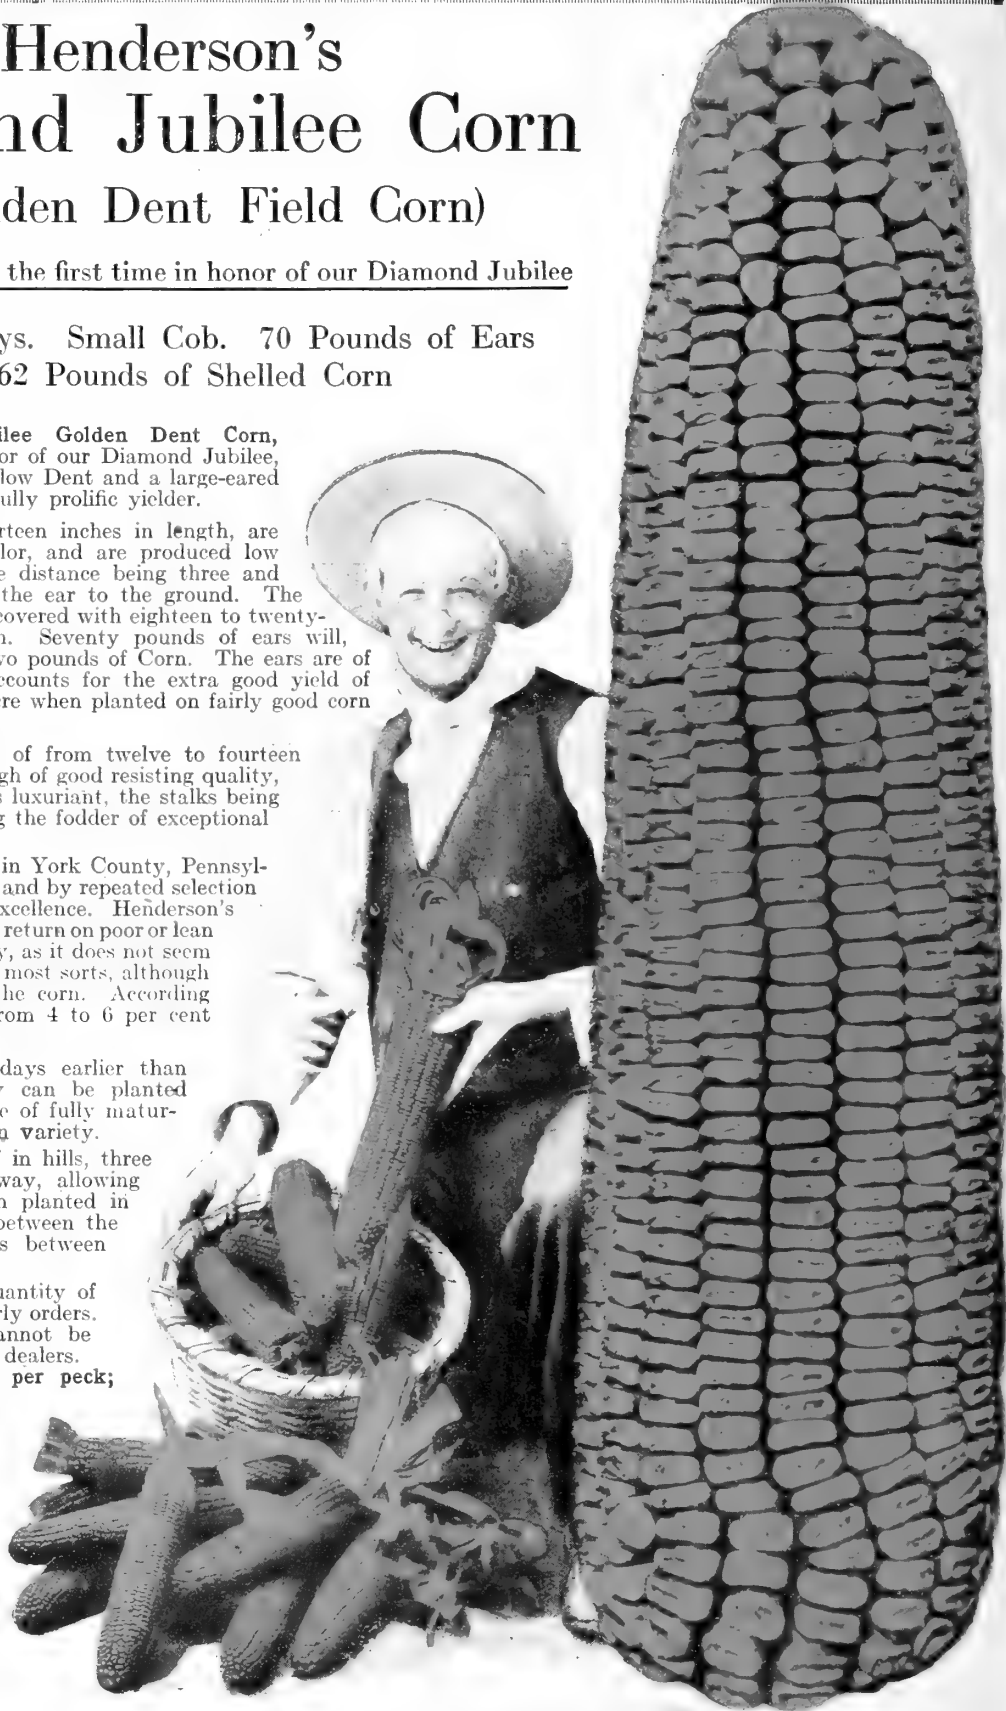 Henderson's
nd Jubilee Corn
den Dent Field Corn)
the first time in honor of our Diamond Jubilee
ys. Small Cob. 70 Pounds of Ears
62 Pounds of Shelled Corn
ilee Golden Dent Corn,
or of our Diamond Jubilee,
low Dent and a large-eared
ully prolific yielder.
rteen inches in length, are
lor, and are produced low
e distance being three and
the ear to the ground. The
covered with eighteen to twenty-
n. Seventy pounds of ears will,
vo pounds of Corn. The ears are of
ccounts for the extra good yield of
re when planted on fairly good corn
of from twelve to fourteen
gh of good resisting quality,
s luxuriant, the stalks being
g the fodder of exceptional
in York County, Pennsyl-
and by repeated selection
xcellence. Henderson's
return on poor or lean
y, as it does not seem
most sorts, although
he corn. According
rom 4 to 6 per cent
days earlier than
y can be planted
e of fully matur-
n variety.
in hills, three
way, allowing
n planted in
between the
s between
uantity of
rly orders.
annot be
dealers.
per peck;